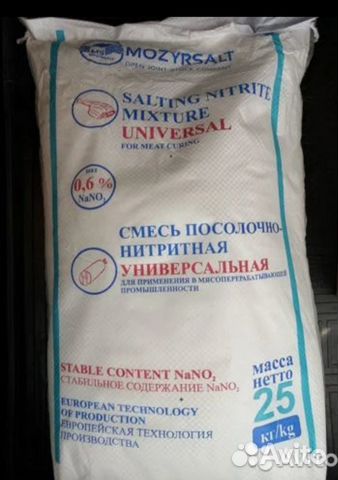 MOZYRSALT
OPEN JOINT-STOCK COMPANY
SALTING NITRITE
MIXTURE
UNIVERSAL
FOR MEAT CURING
0,6 %
NaNO₂
СМЕСЬ ПОСОЛОЧНО-
НИТРИТНАЯ
УНИВЕРСАЛЬНАЯ
ДЛЯ ПРИМЕНЕНИЯ В МЯСОПЕРЕРАБАТЫВАЮЩЕЙ
ПРОМЫШЛЕННОСТИ
STABLE CONTENT NaNO₂
СТАБИЛЬНОЕ СОДЕРЖАНИЕ NaNO₂
EUROPEAN TECHNOLOGY
OF PRODUCTION
ЕВРОПЕЙСКАЯ ТЕХНОЛОГИЯ
ПРОИЗВОДСТВА
масса
нетто
25
кг/kg
Avito